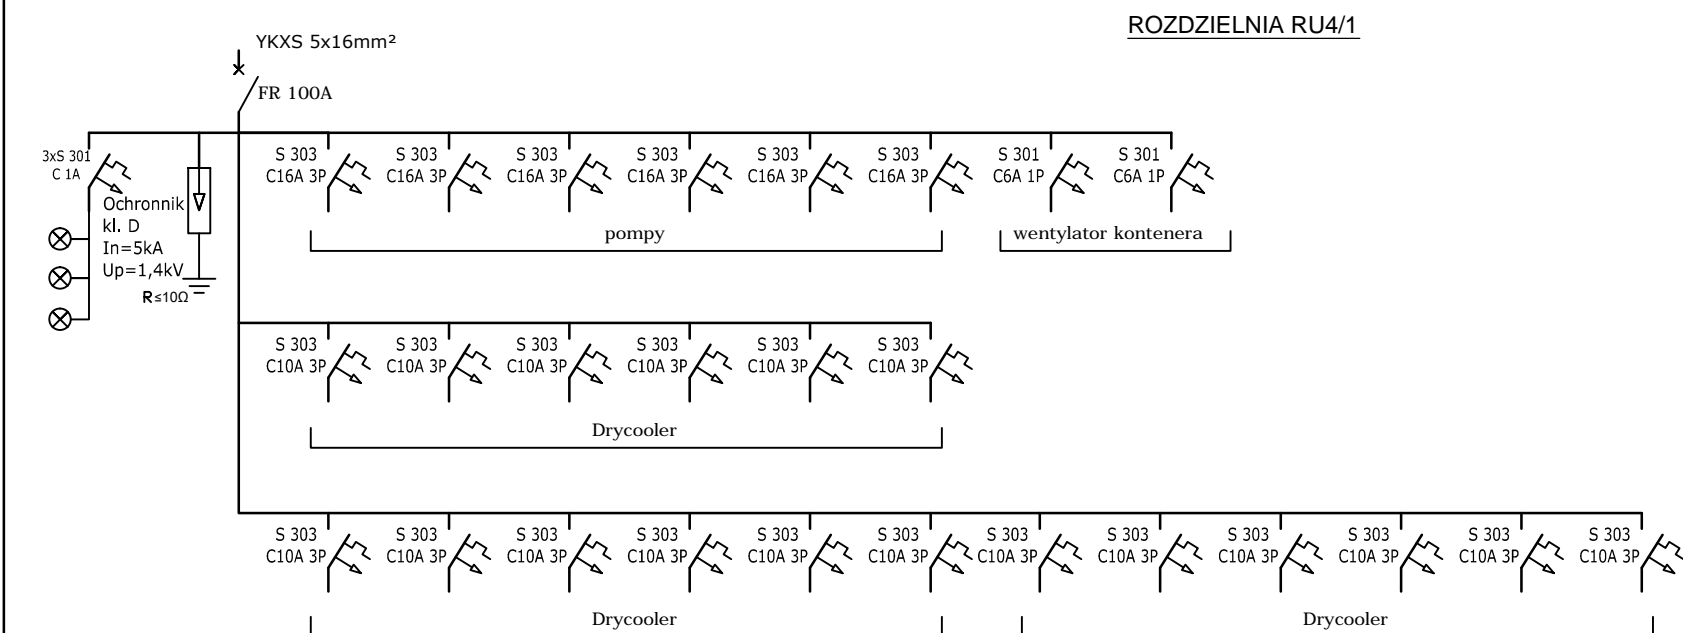 ROZDZIELNIA RU4/1
YKXS 5x16mm²
FR 100A
3xS 301
C 1A
Ochronnik
kl. D
In=5kA
Up=1,4kV
R≤10Ω
S 303
C16A 3P
S 303
C16A 3P
S 303
C16A 3P
S 303
C16A 3P
S 303
C16A 3P
S 303
C16A 3P
S 301
C6A 1P
S 301
C6A 1P
pompy
wentylator kontenera
S 303
C10A 3P
S 303
C10A 3P
S 303
C10A 3P
S 303
C10A 3P
S 303
C10A 3P
S 303
C10A 3P
Drycooler
S 303
C10A 3P
S 303
C10A 3P
S 303
C10A 3P
S 303
C10A 3P
S 303
C10A 3P
S 303
C10A 3P
S 303
C10A 3P
S 303
C10A 3P
S 303
C10A 3P
S 303
C10A 3P
S 303
C10A 3P
S 303
C10A 3P
Drycooler
Drycooler